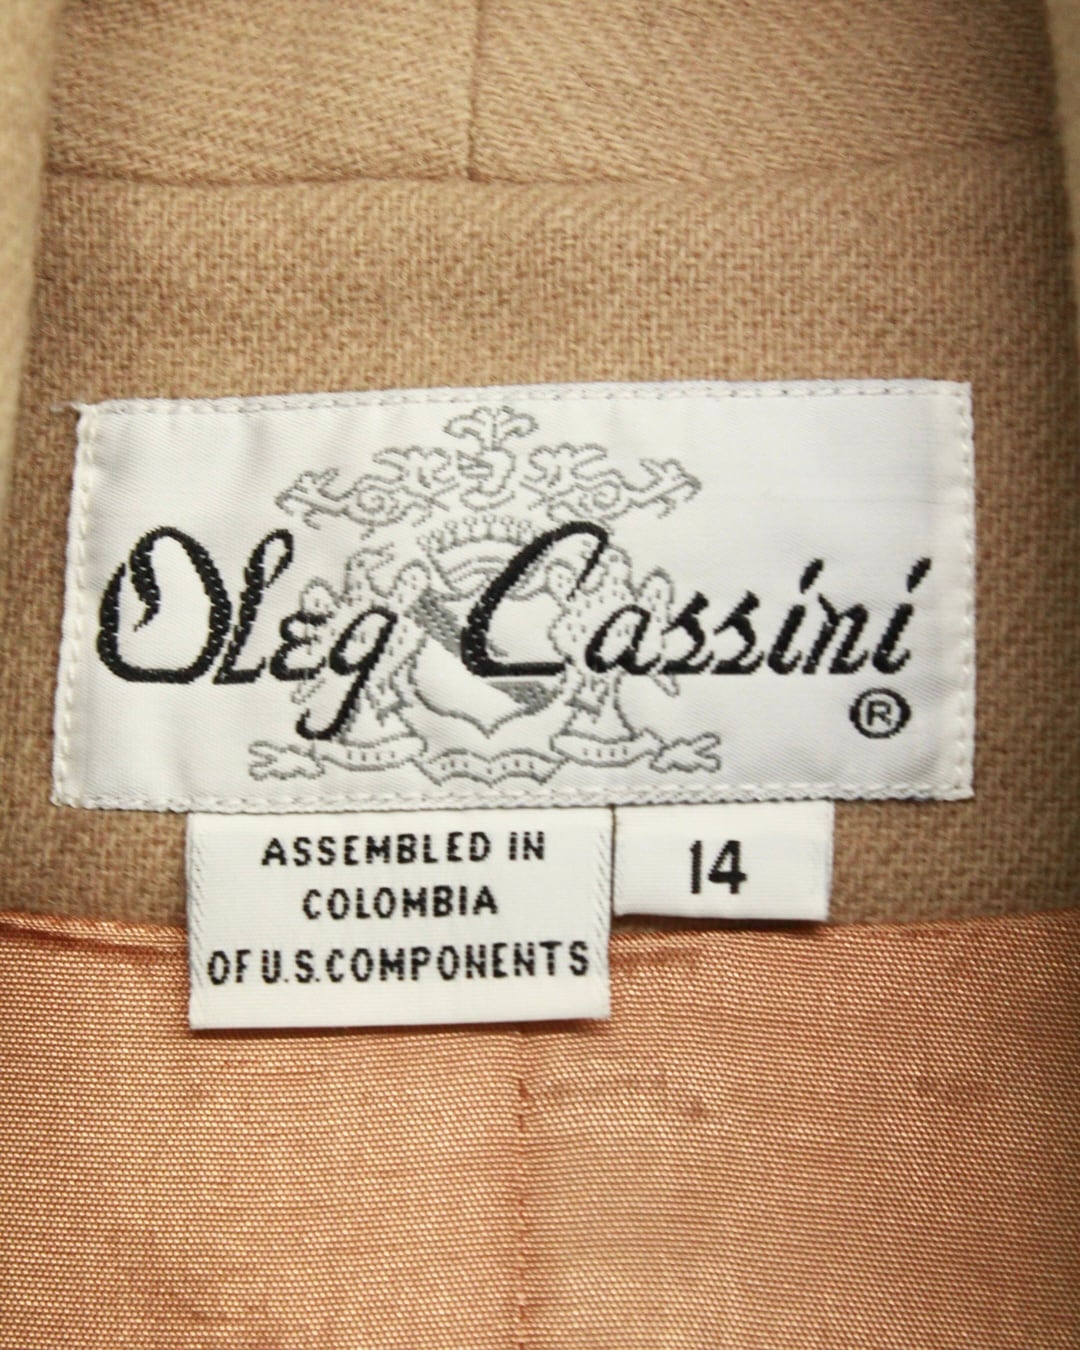 Oleg Cassini
®
ASSEMBLED IN
COLOMBIA
OF U.S. COMPONENTS
14